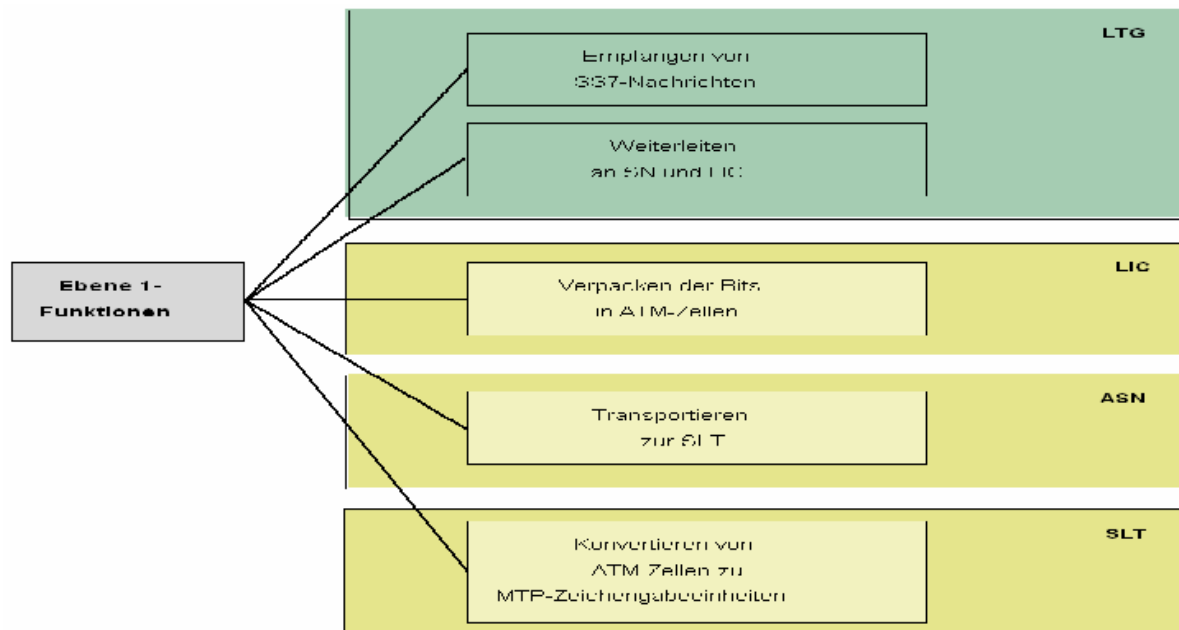 LTG
Empfangen von
SS7-Nachrichten
Weiterleiten
an SN und LIC
Ebene 1-
Funktionen
LIC
Verpacken der Bits
in ATM-Zellen
ASN
Transportieren
zur SLT
SLT
Konvertieren von
ATM Zellen zu
MTP-Zeichengabeeinheiten